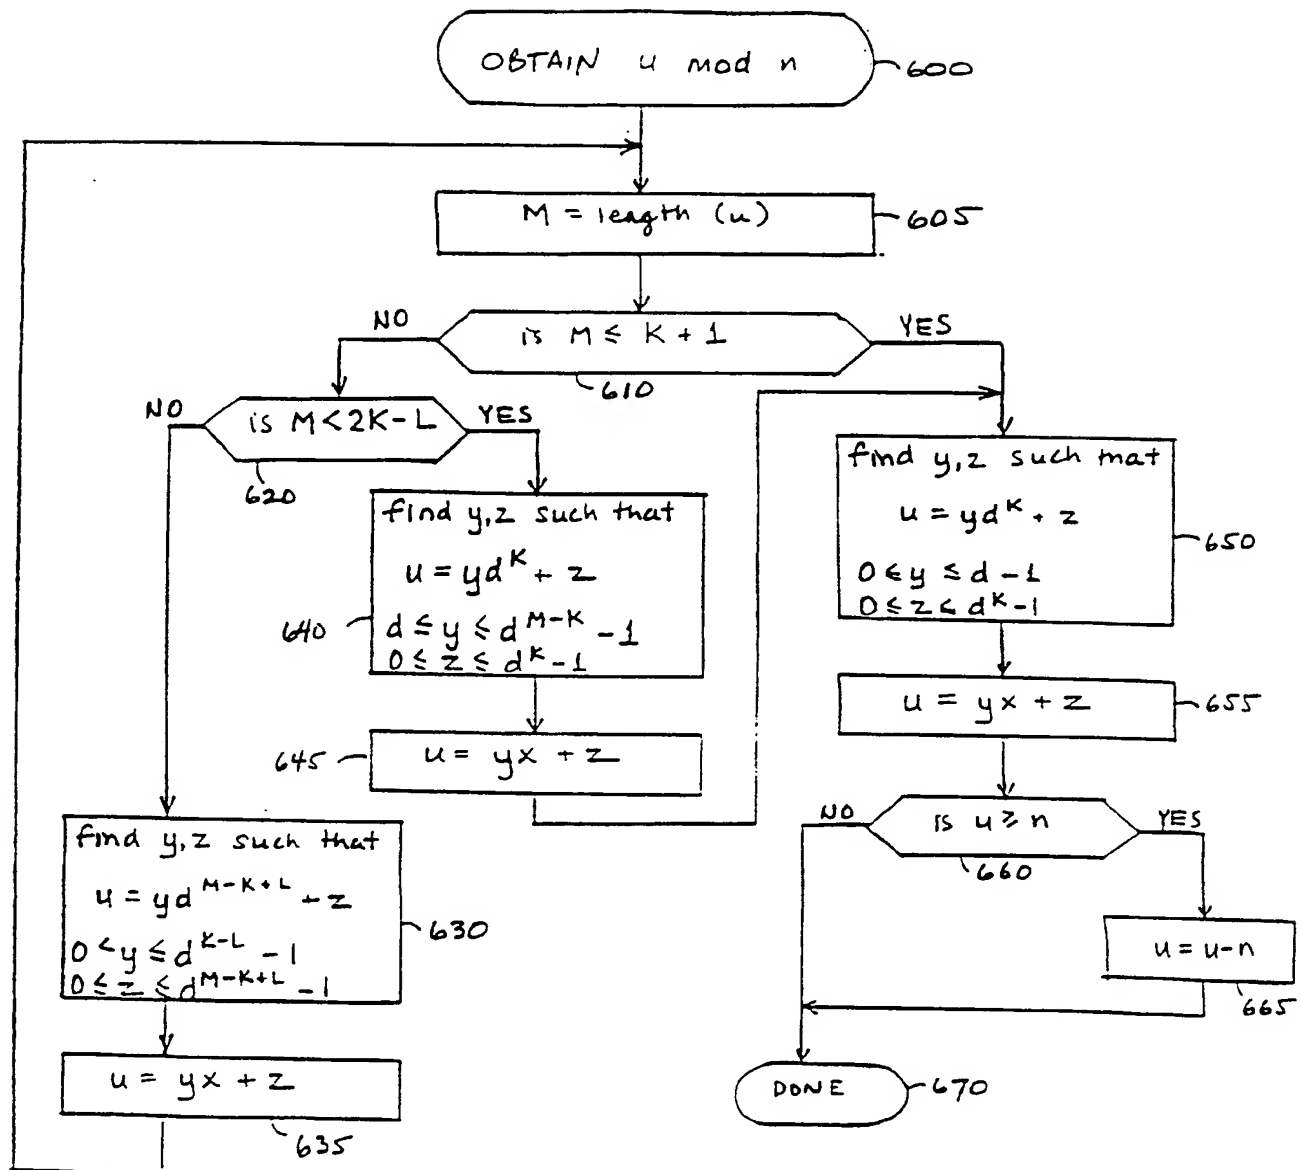 OBTAIN u mod n
600
M = length (u)
605
is M ≤ K + 1
NO
YES
610
is M < 2K - L
NO
YES
620
find y,z such that
u = yd^K + z
d ≤ y ≤ d^{M-K} - 1
0 ≤ z ≤ d^K - 1
640
u = yx + z
645
find y,z such that
u = yd^{M-K+L} + z
0 < y ≤ d^{K-L} - 1
0 ≤ z ≤ d^{M-K+L} - 1
630
u = yx + z
635
find y,z such that
u = yd^K + z
0 ≤ y ≤ d - 1
0 ≤ z ≤ d^K - 1
650
u = yx + z
655
is u ≥ n
NO
YES
660
u = u - n
665
DONE
670